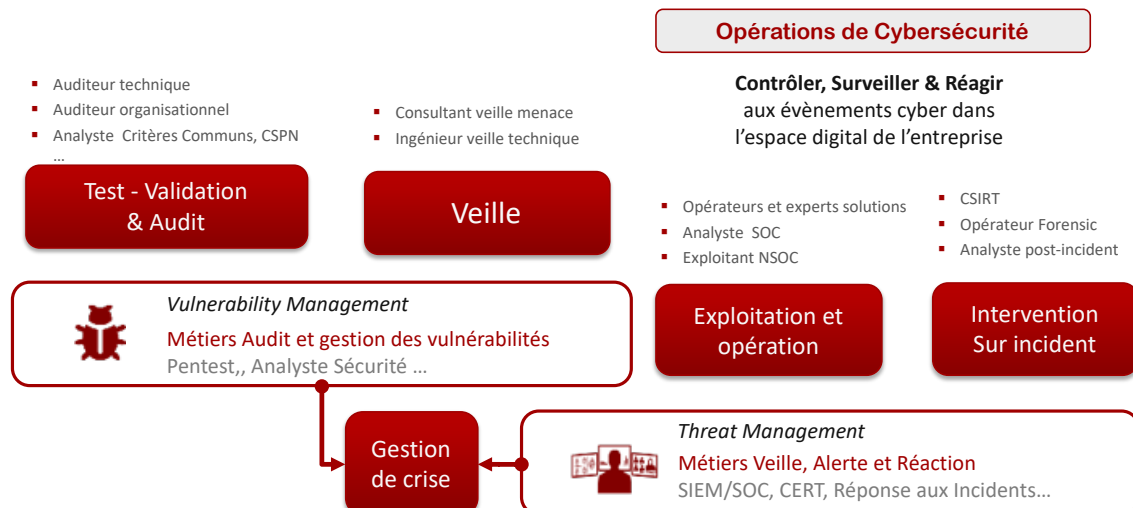 Opérations de Cybersécurité
Contrôler, Surveiller & Réagir
aux évènements cyber dans
l'espace digital de l'entreprise
▪ Auditeur technique
▪ Auditeur organisationnel
▪ Analyste Critères Communs, CSPN
...
Test - Validation
& Audit
▪ Consultant veille menace
▪ Ingénieur veille technique
Veille
▪ Opérateurs et experts solutions
▪ Analyste SOC
▪ Exploitant NSOC
Exploitation et
opération
▪ CSIRT
▪ Opérateur Forensic
▪ Analyste post-incident
Intervention
Sur incident
Vulnerability Management
Métiers Audit et gestion des vulnérabilités
Pentest,, Analyste Sécurité ...
Gestion
de crise
Threat Management
Métiers Veille, Alerte et Réaction
SIEM/SOC, CERT, Réponse aux Incidents...